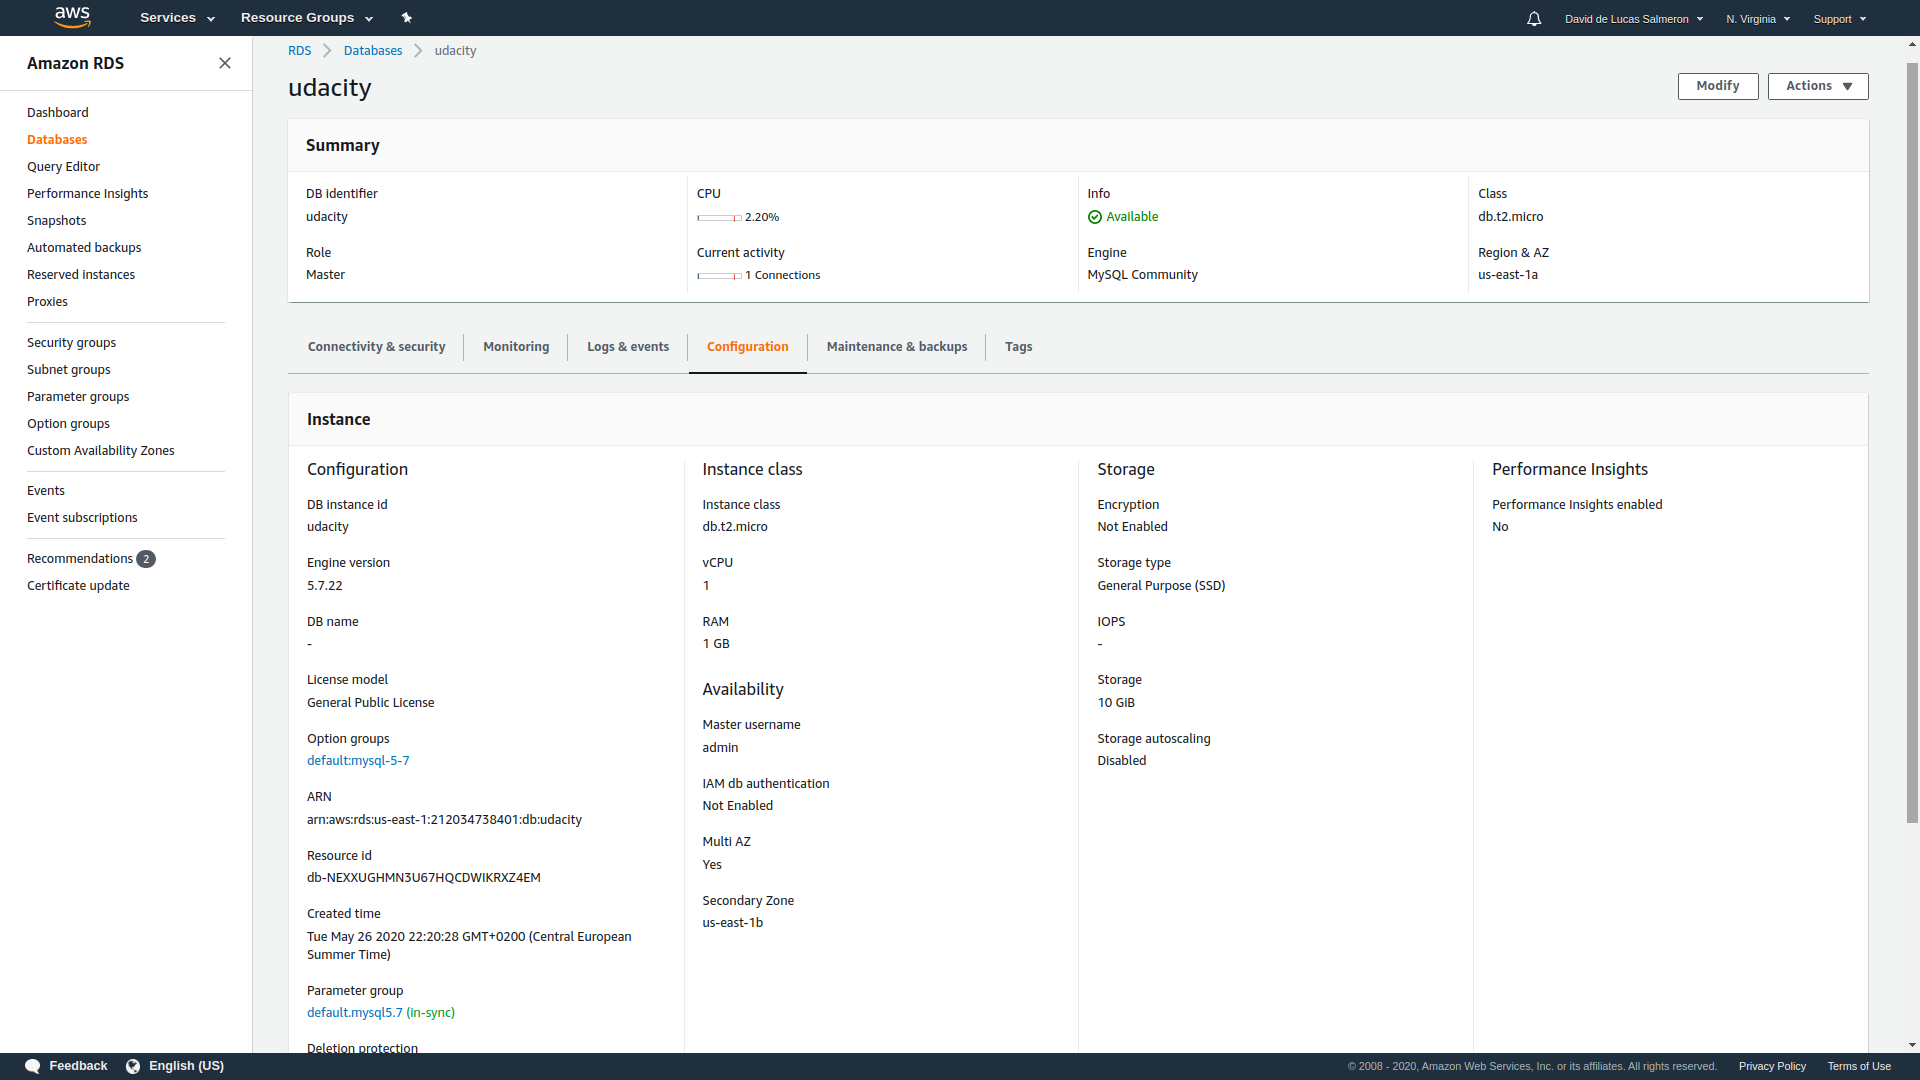 aws
Services
Resource Groups
David de Lucas Salmeron
N. Virginia
Support
Amazon RDS
Dashboard
Databases
Query Editor
Performance Insights
Snapshots
Automated backups
Reserved instances
Proxies
Security groups
Subnet groups
Parameter groups
Option groups
Custom Availability Zones
Events
Event subscriptions
Recommendations 2
Certificate update
RDS Databases udacity
udacity
Modify
Actions
Summary
DB identifier
udacity
Role
Master
CPU
2.20%
Current activity
1 Connections
Info
Available
Engine
MySQL Community
Class
db.t2.micro
Region & AZ
us-east-1a
Connectivity & security
Monitoring
Logs & events
Configuration
Maintenance & backups
Tags
Instance
Configuration
DB instance id
udacity
Engine version
5.7.22
DB name
-
License model
General Public License
Option groups
default:mysql-5-7
ARN
arn:aws:rds:us-east-1:212034738401:db:udacity
Resource id
db-NEXXUGHMN3U67HQCDWIKRXZ4EM
Created time
Tue May 26 2020 22:20:28 GMT+0200 (Central European
Summer Time)
Parameter group
default.mysql5.7 (in-sync)
Deletion protection
Instance class
Instance class
db.t2.micro
vCPU
1
RAM
1 GB
Availability
Master username
admin
IAM db authentication
Not Enabled
Multi AZ
Yes
Secondary Zone
us-east-1b
Storage
Encryption
Not Enabled
Storage type
General Purpose (SSD)
IOPS
-
Storage
10 GiB
Storage autoscaling
Disabled
Performance Insights
Performance Insights enabled
No
Feedback
English (US)
© 2008 - 2020, Amazon Web Services, Inc. or its affiliates. All rights reserved.
Privacy Policy
Terms of Use